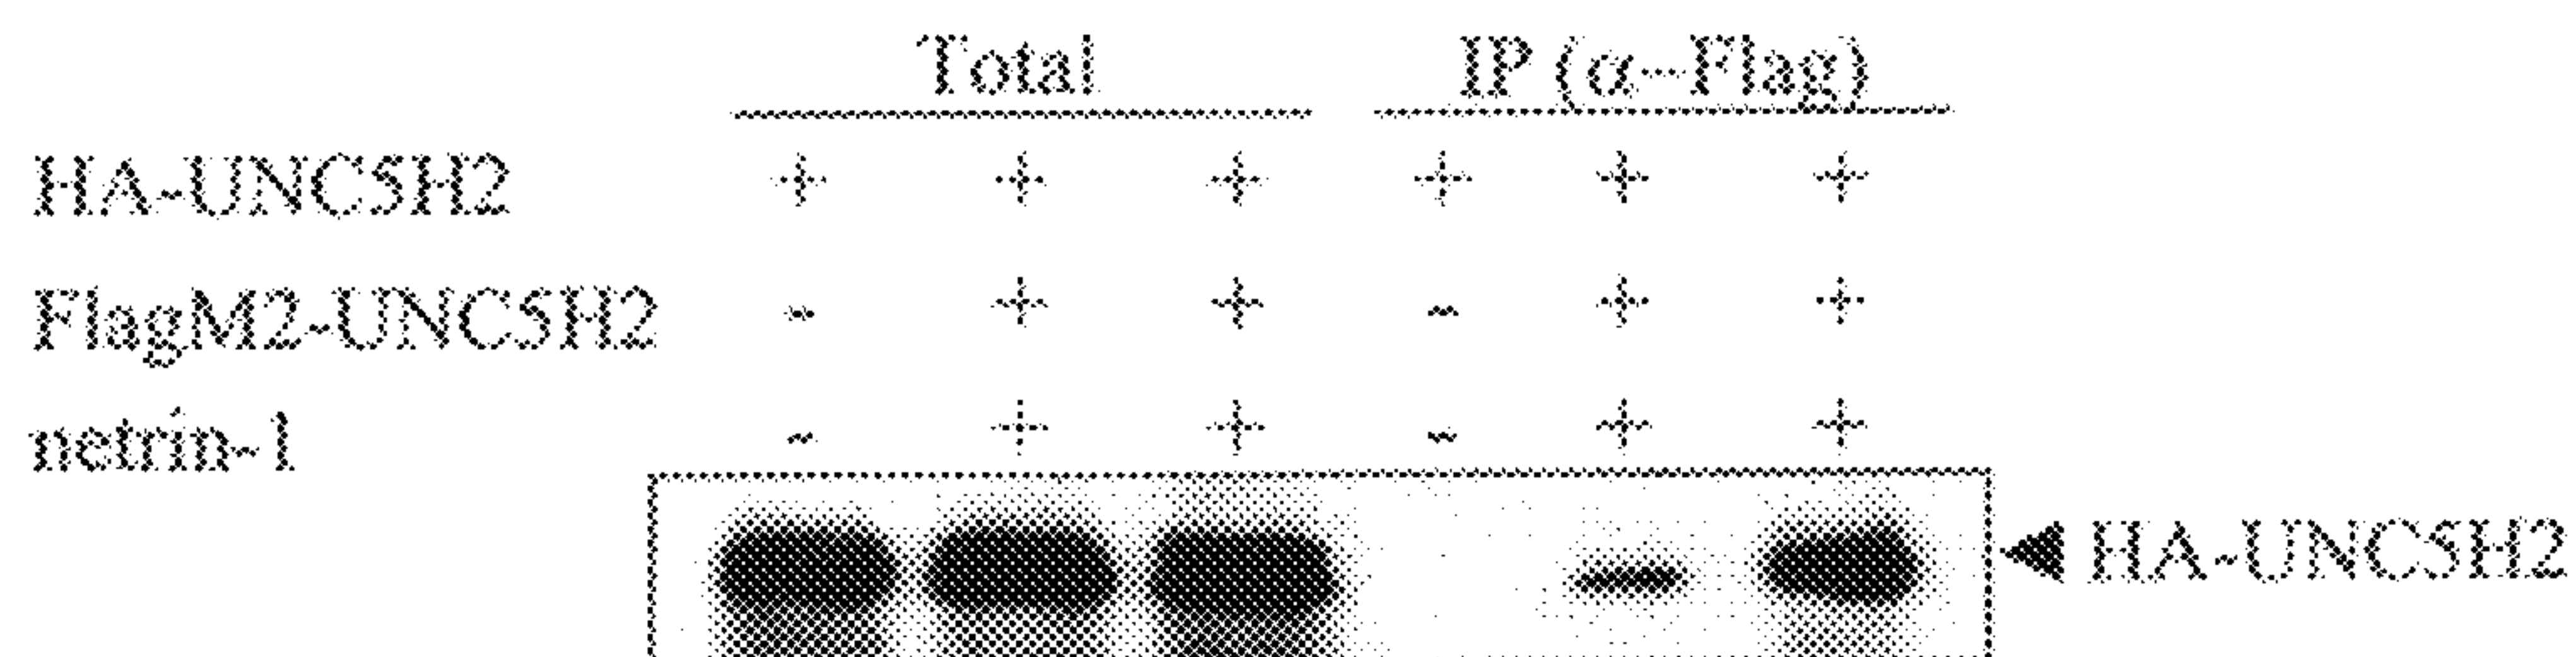 Total IP (α-Flag)
HA-UNC5H2 + + + + + +
FlagM2-UNC5H2 - + + - + +
netrin-1 - + + - + +
◀ HA-UNC5H2